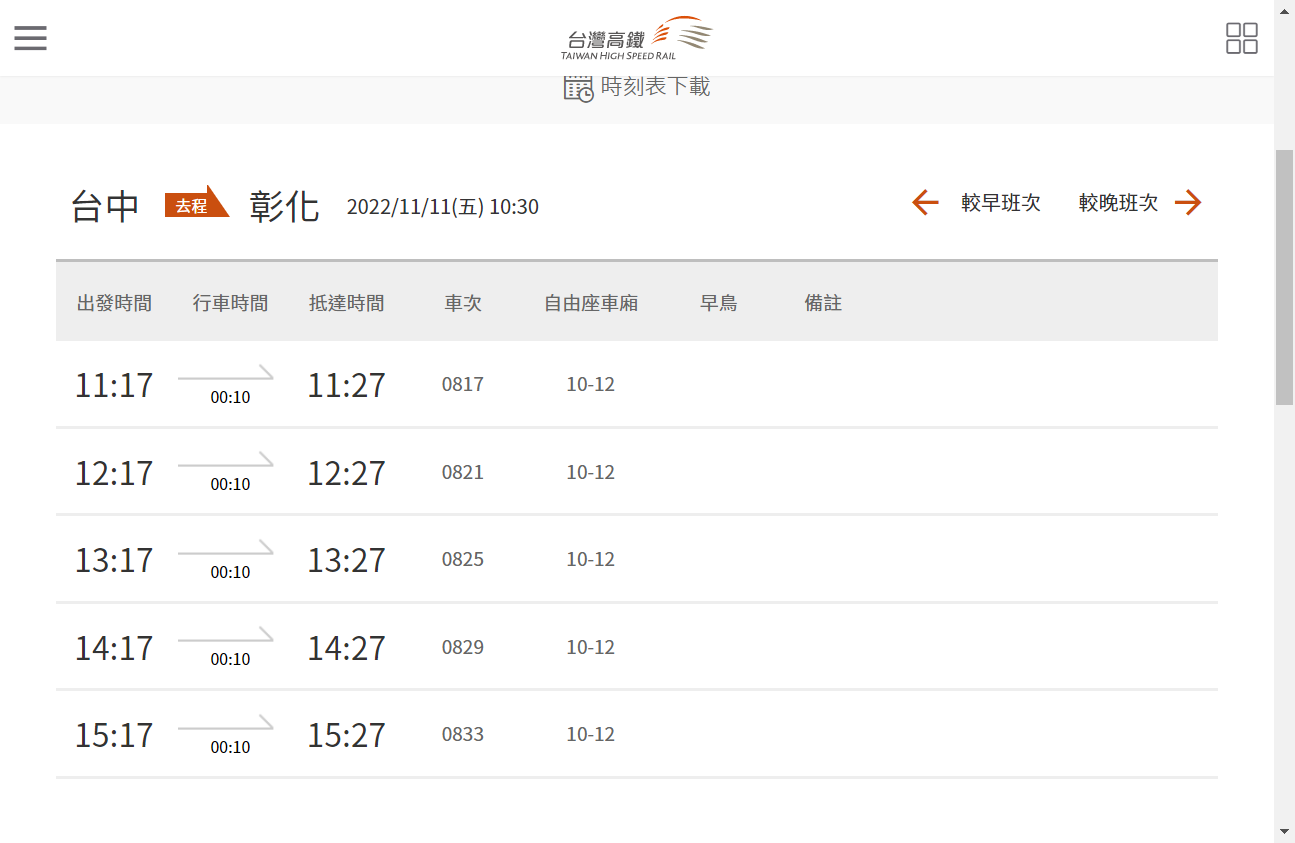 台灣高鐵
TAIWAN HIGH SPEED RAIL
時刻表下載
台中 去程 彰化 2022/11/11(五) 10:30 較早班次 較晚班次
出發時間 行車時間 抵達時間 車次 自由座車廂 早鳥 備註
11:17 00:10 11:27 0817 10-12
12:17 00:10 12:27 0821 10-12
13:17 00:10 13:27 0825 10-12
14:17 00:10 14:27 0829 10-12
15:17 00:10 15:27 0833 10-12